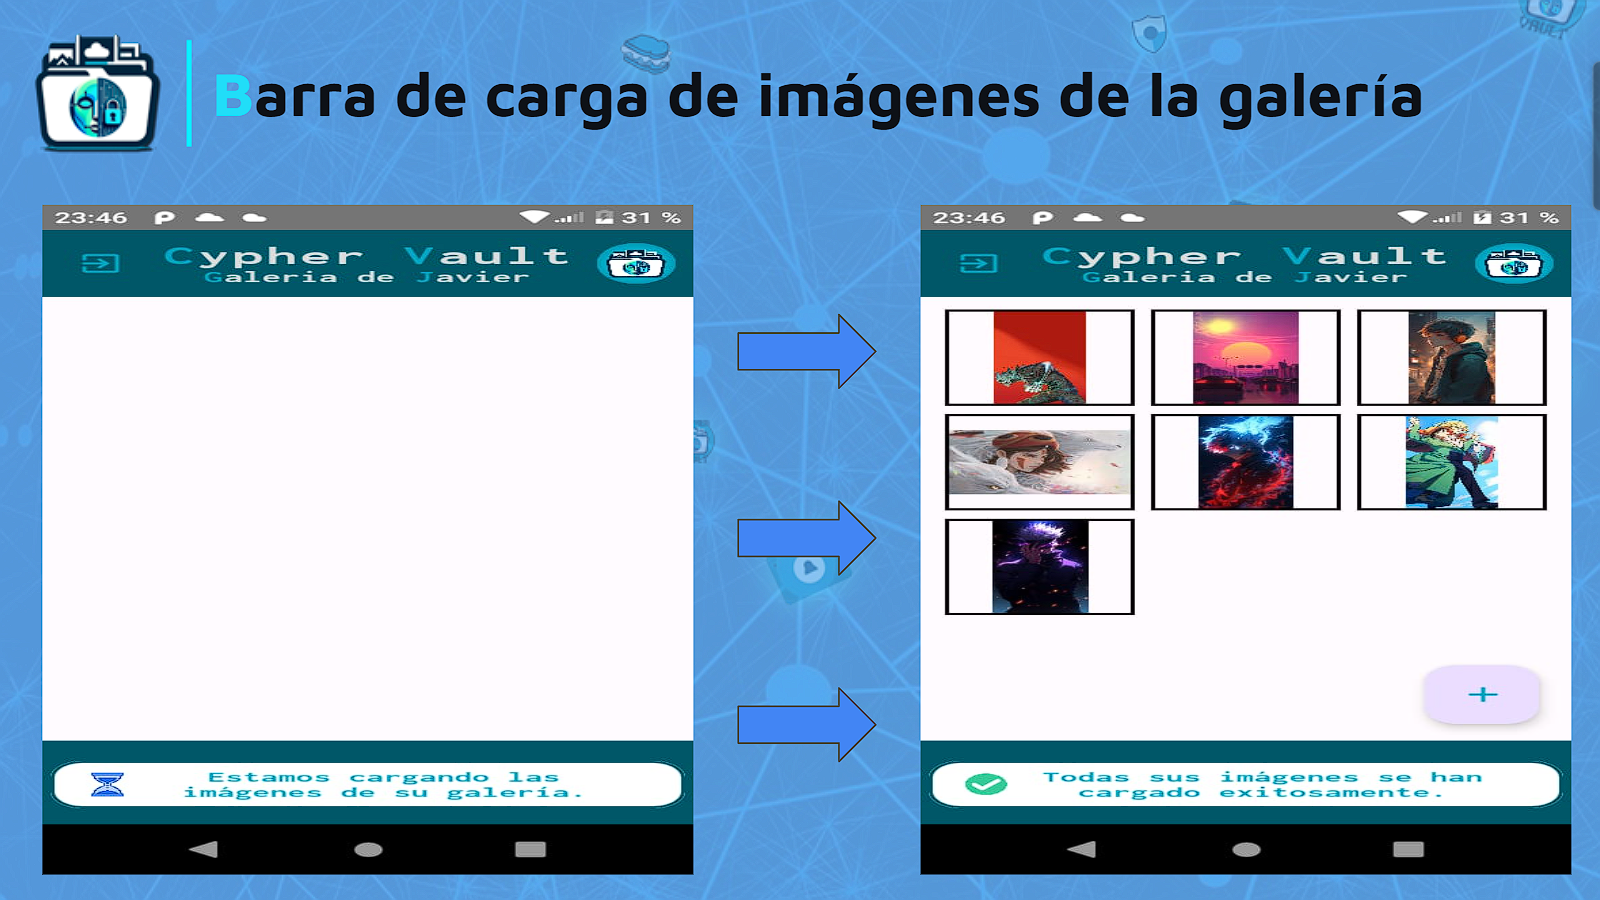 VAULT
Barra de carga de imágenes de la galería
23:46
31 %
Cypher Vault
Galeria de Javier
Estamos cargando las
imágenes de su galería.
23:46
31 %
Cypher Vault
Galeria de Javier
Todas sus imágenes se han
cargado exitosamente.